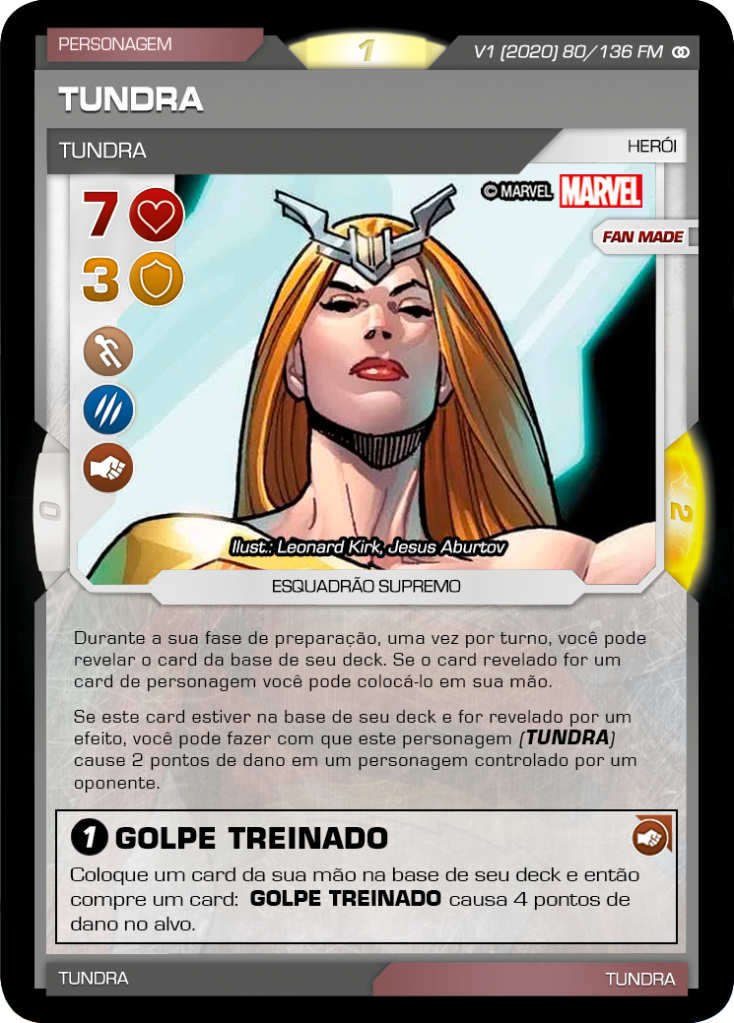 PERSONAGEM
1
V1 (2020) 80/136 FM
TUNDRA
TUNDRA
HERÓI
7
© MARVEL MARVEL
FAN MADE
3
0
2
Ilust.: Leonard Kirk, Jesus Aburtov
ESQUADRÃO SUPREMO
Durante a sua fase de preparação, uma vez por turno, você pode
revelar o card da base de seu deck. Se o card revelado for um
card de personagem você pode colocá-lo em sua mão.
Se este card estiver na base de seu deck e for revelado por um
efeito, você pode fazer com que este personagem (TUNDRA)
cause 2 pontos de dano em um personagem controlado por um
oponente.
1 GOLPE TREINADO
Coloque um card da sua mão na base de seu deck e então
compre um card: GOLPE TREINADO causa 4 pontos de
dano no alvo.
TUNDRA
TUNDRA